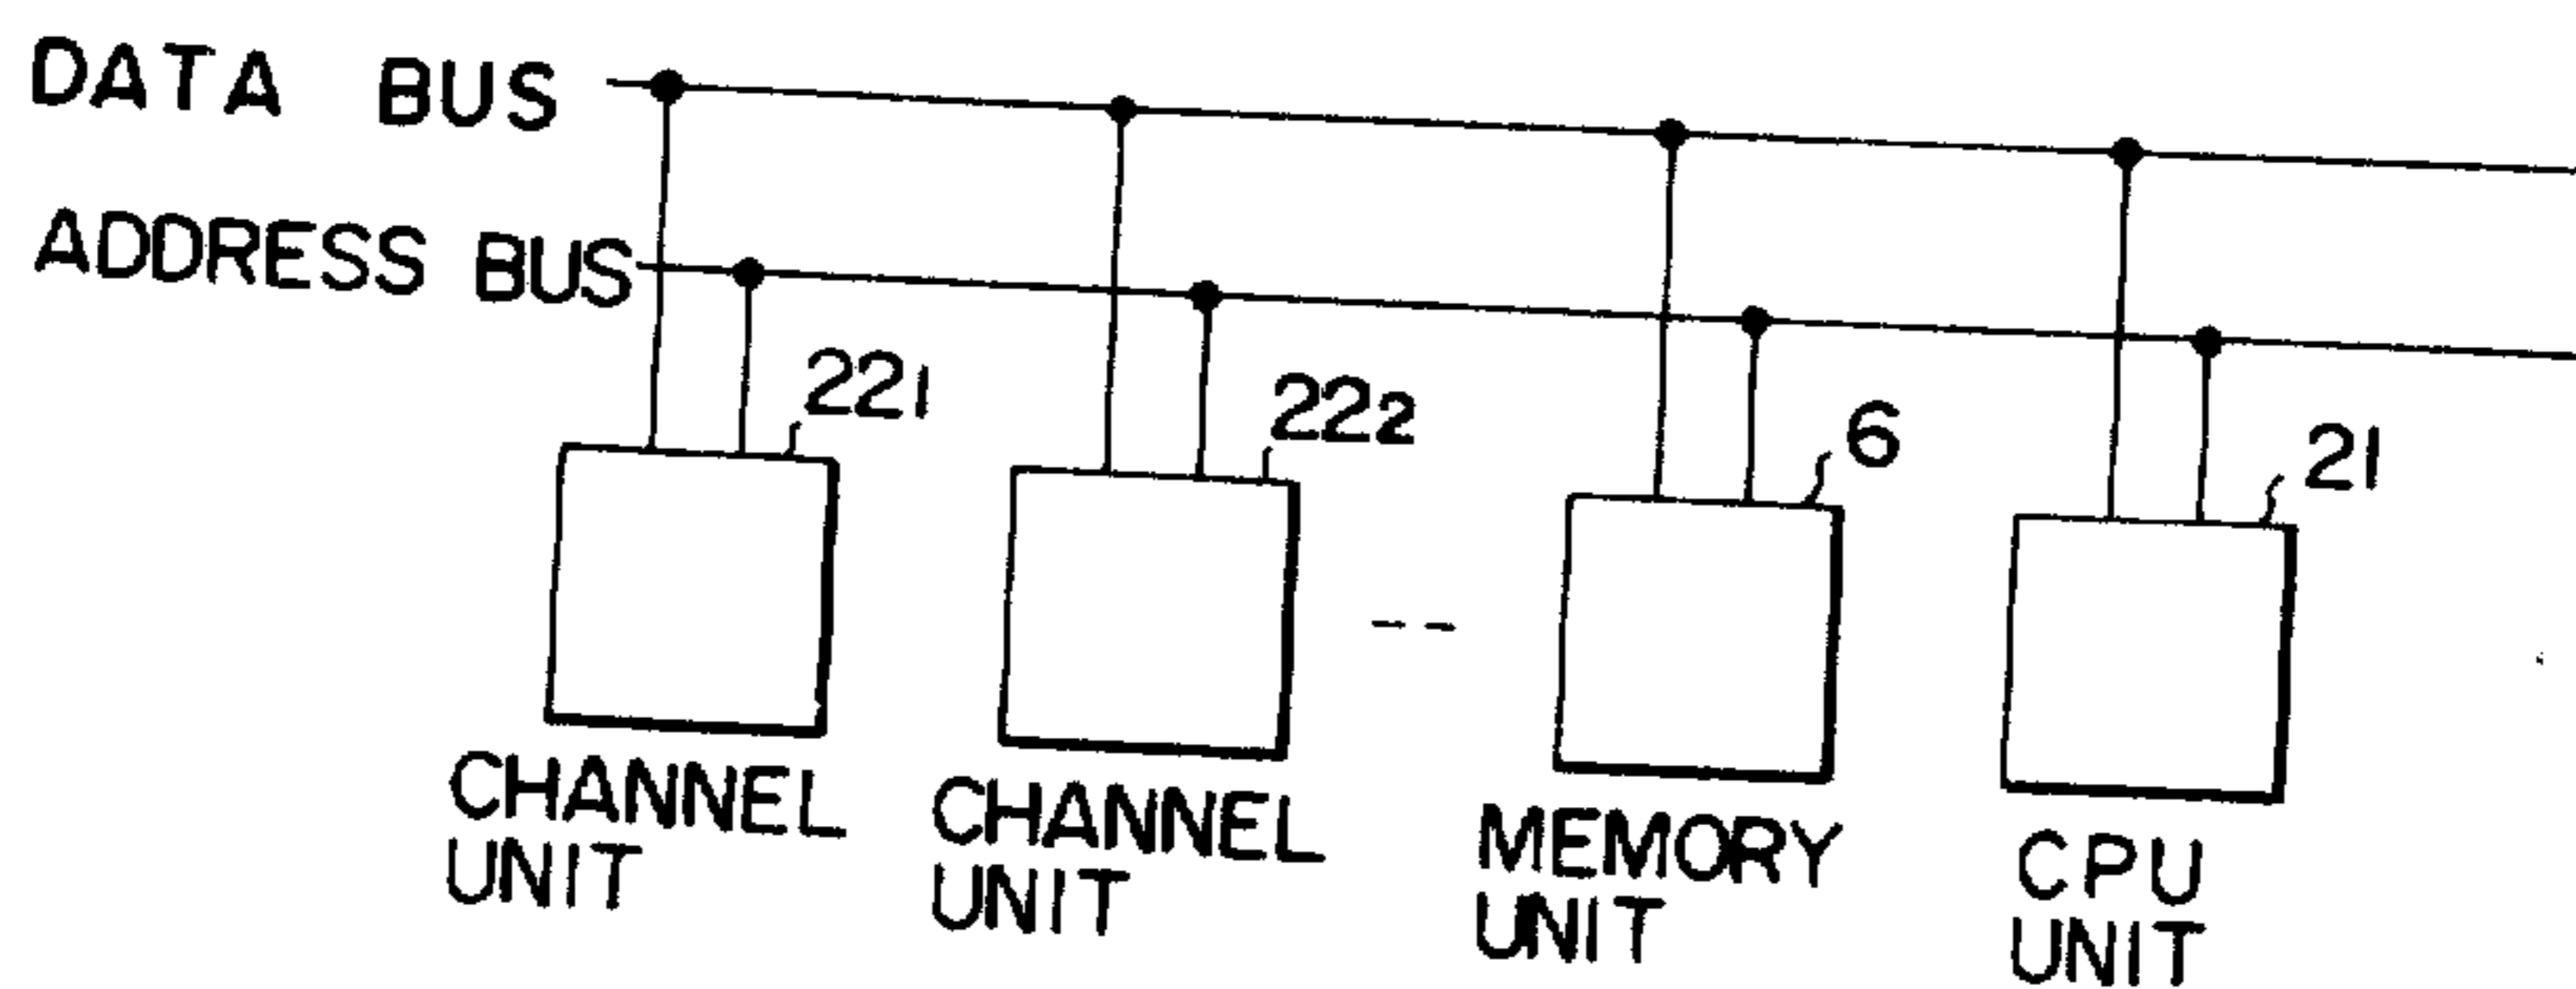 DATA BUS
ADDRESS BUS
22₁
22₂
6
21
CHANNEL
UNIT
CHANNEL
UNIT
MEMORY
UNIT
CPU
UNIT